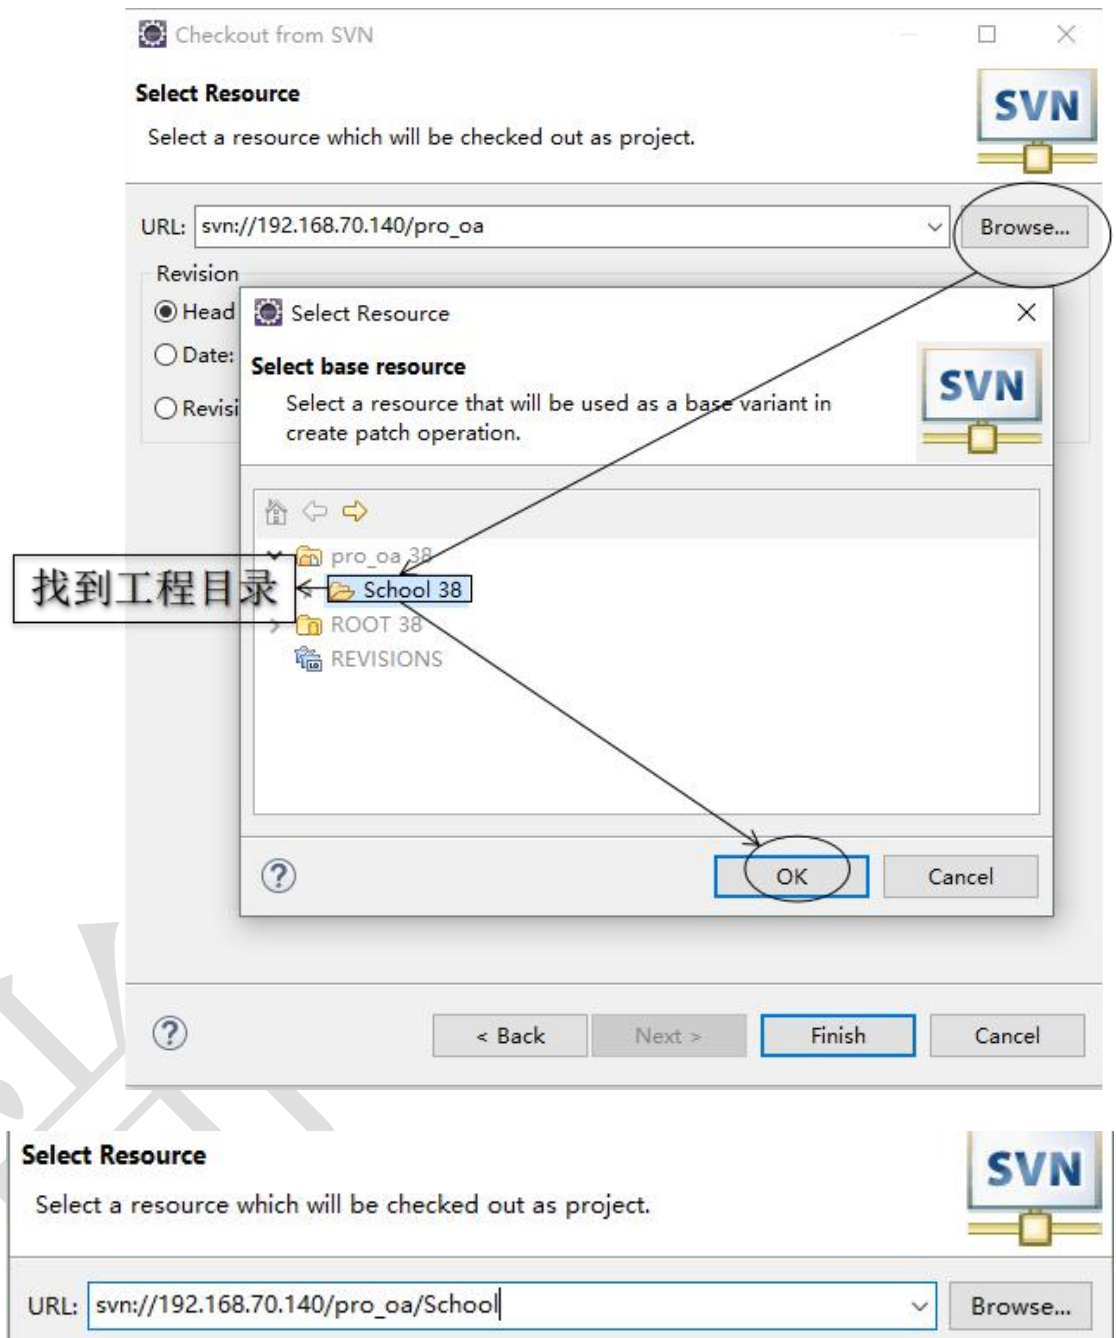 Checkout from SVN
Select Resource
Select a resource which will be checked out as project.
SVN
URL: svn://192.168.70.140/pro_oa Browse...
Revision
Head
Select Resource
Date:
Select base resource
SVN
Revisi
Select a resource that will be used as a base variant in
create patch operation.
pro_oa 38
找到工程目录
School 38
ROOT 38
REVISIONS
OK Cancel
< Back Next > Finish Cancel
Select Resource
SVN
Select a resource which will be checked out as project.
URL: svn://192.168.70.140/pro_oa/School Browse...